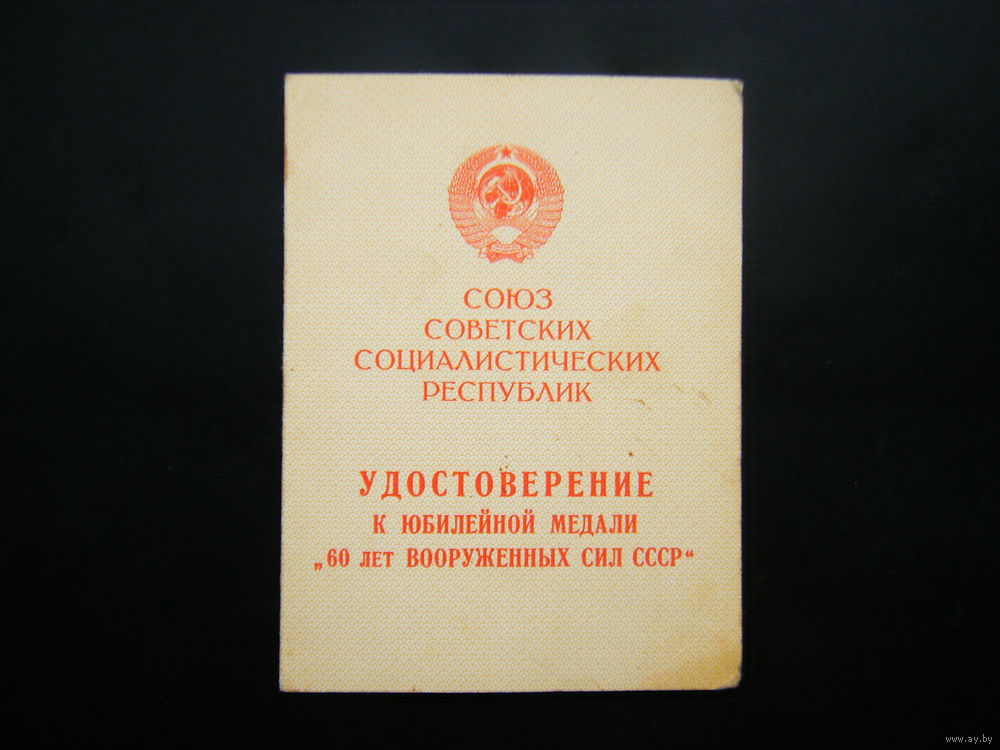 СОЮЗ
СОВЕТСКИХ
СОЦИАЛИСТИЧЕСКИХ
РЕСПУБЛИК
УДОСТОВЕРЕНИЕ
К ЮБИЛЕЙНОЙ МЕДАЛИ
„60 ЛЕТ ВООРУЖЕННЫХ СИЛ СССР“
www.ay.by